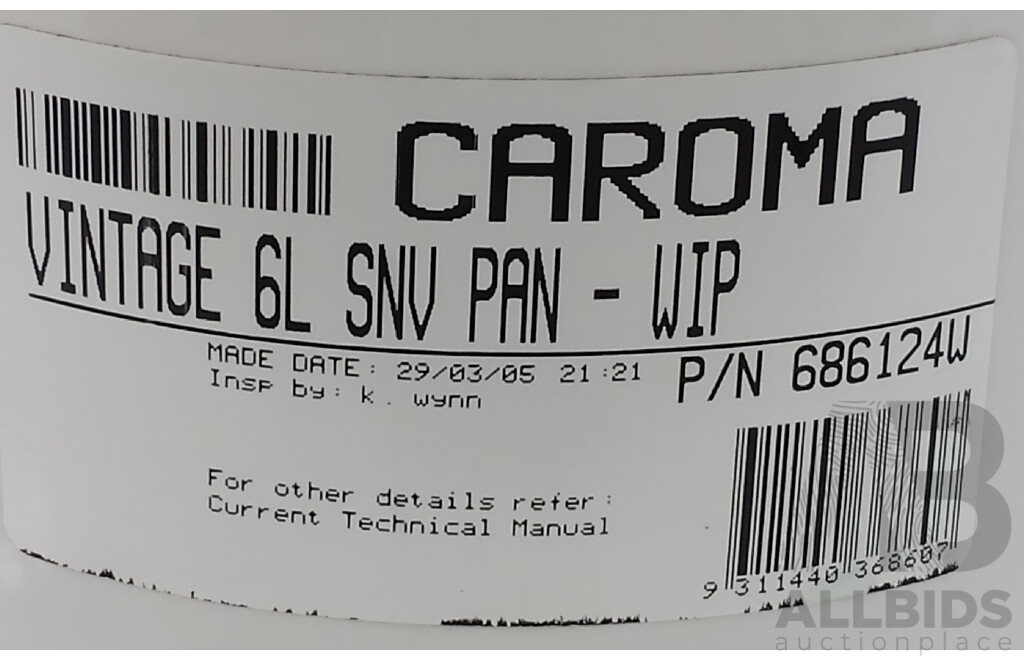 CAROMA
VINTAGE 6L SNV PAN - WIP
MADE DATE: 29/03/05 21:21
P/N 686124W
Insp by: k. wynn
For other details refer:
Current Technical Manual
9 311440 368607
ALLBIDS
auctionplace